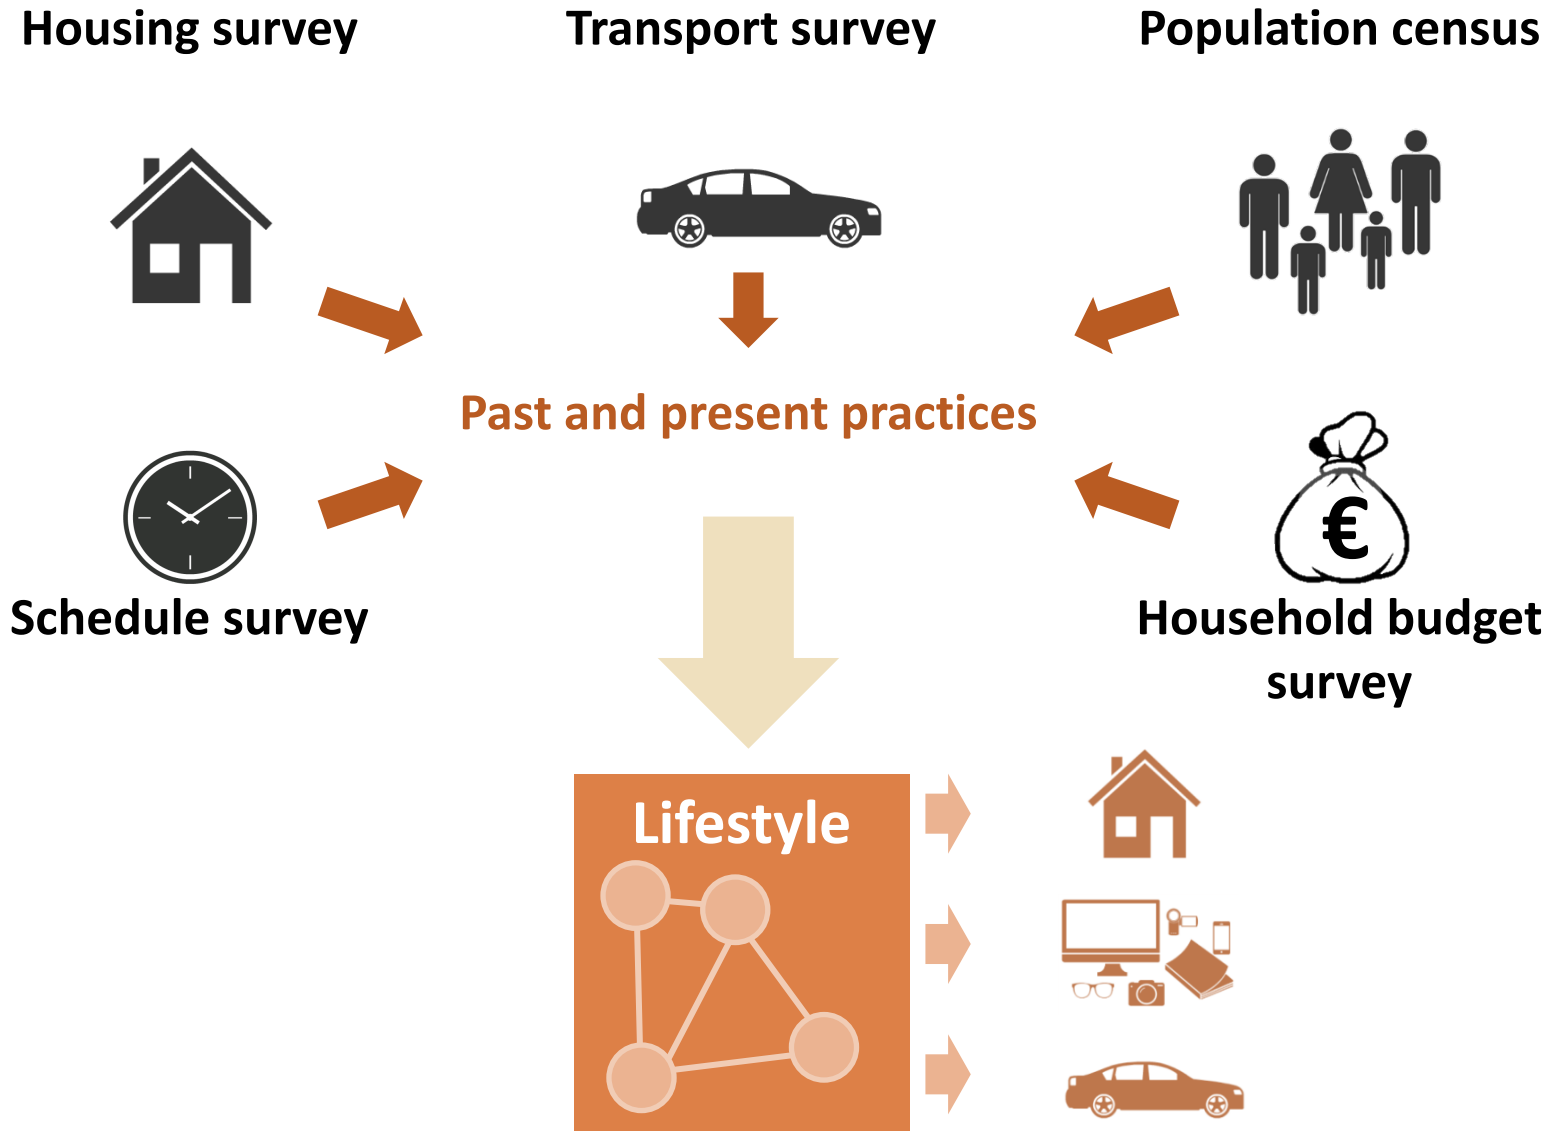 Housing survey
Transport survey
Population census
Past and present practices
€
Schedule survey
Household budget
survey
Lifestyle